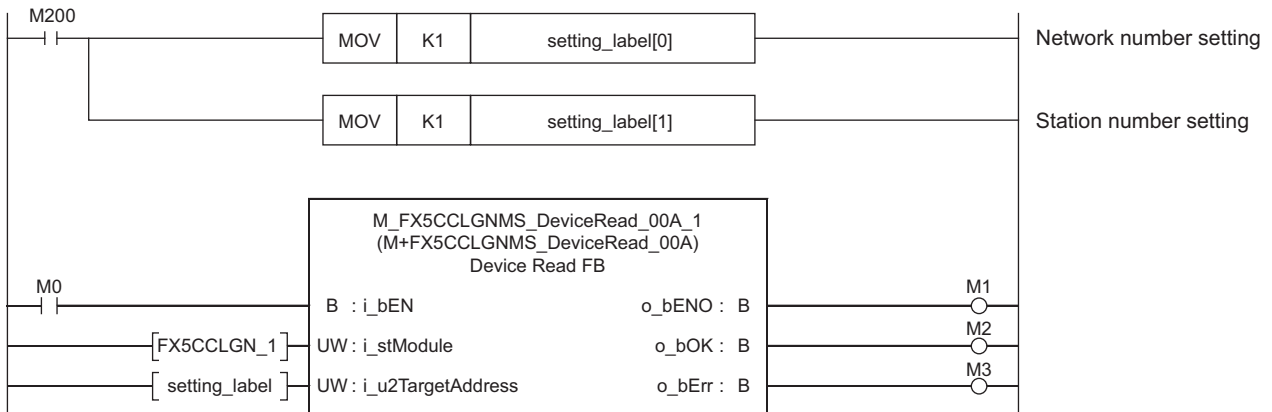 M200
MOV K1 setting_label[0] Network number setting
MOV K1 setting_label[1] Station number setting
M_FX5CCLGNMS_DeviceRead_00A_1
(M+FX5CCLGNMS_DeviceRead_00A)
Device Read FB
M0 M1
B : i_bEN o_bENO : B
M2
FX5CCLGN_1 UW : i_stModule o_bOK : B
M3
setting_label UW : i_u2TargetAddress o_bErr : B